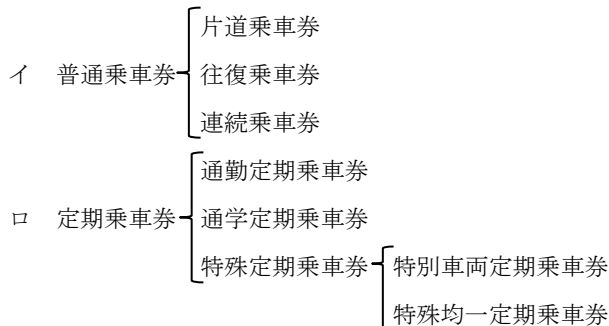 片道乗車券
イ 普通乗車券 往復乗車券
連続乗車券
通勤定期乗車券
ロ 定期乗車券 通学定期乗車券
特殊定期乗車券 特別車両定期乗車券
特殊均一定期乗車券